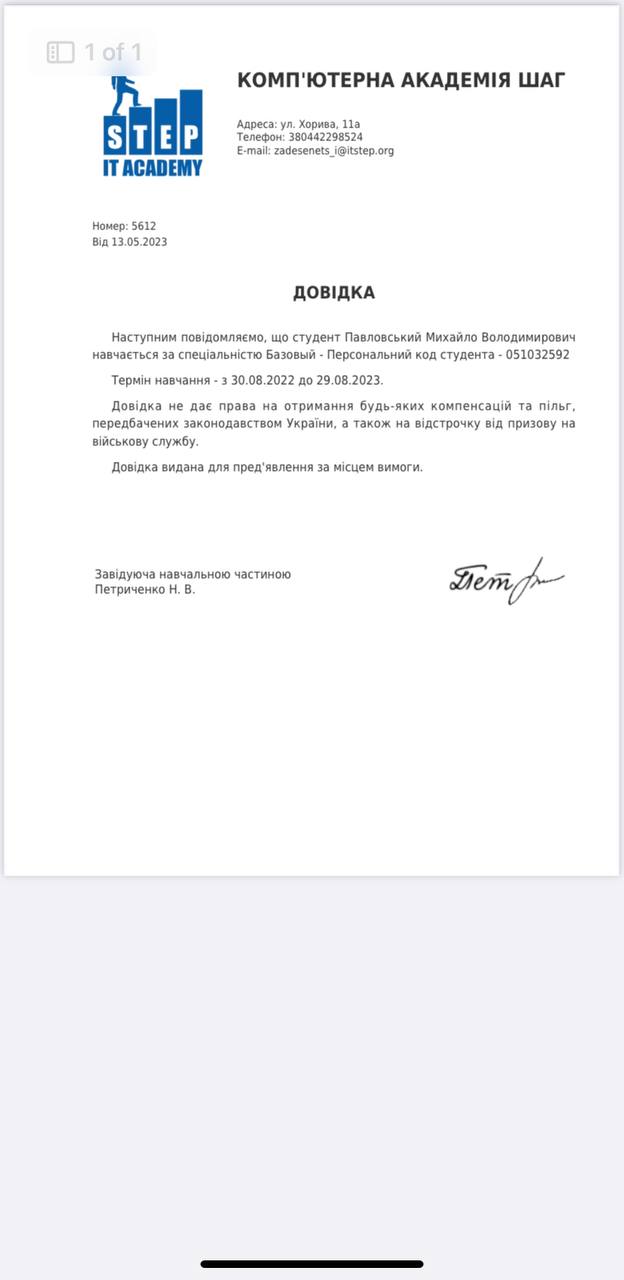 1 of 1
STEP
IT ACADEMY
КОМП'ЮТЕРНА АКАДЕМІЯ ШАГ
Адреса: ул. Хорива, 11а
Телефон: 380442298524
E-mail: zadesenets_i@itstep.org
Номер: 5612
Від 13.05.2023
ДОВІДКА
Наступним повідомляємо, що студент Павловський Михайло Володимирович
навчається за спеціальністю Базовый - Персональний код студента - 051032592
Термін навчання - з 30.08.2022 до 29.08.2023.
Довідка не дає права на отримання будь-яких компенсацій та пільг,
передбачених законодавством України, а також на відстрочку від призову на
військову службу.
Довідка видана для пред'явлення за місцем вимоги.
Завідуюча навчальною частиною
Петриченко Н. В.